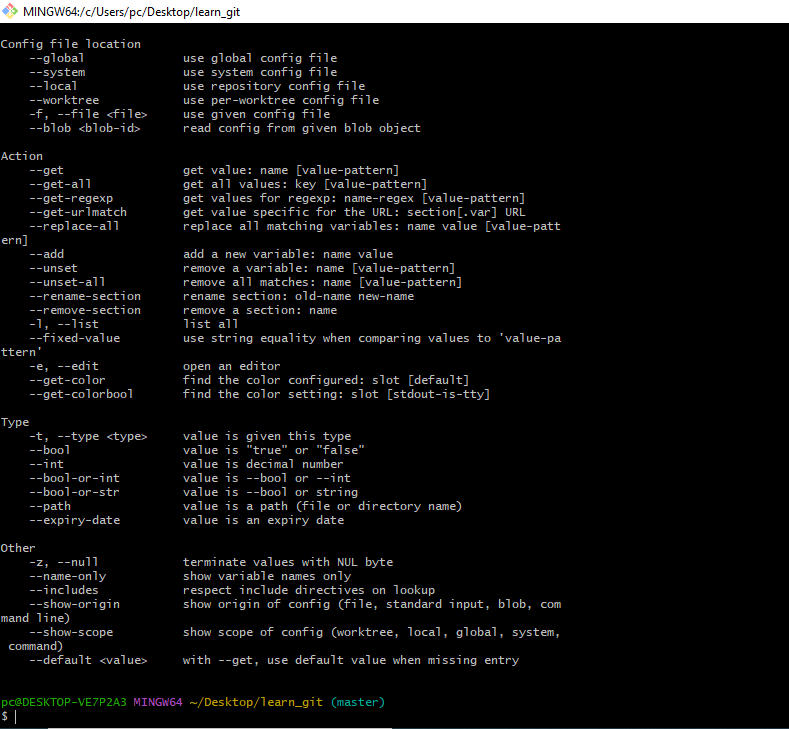 MINGW64:/c/Users/pc/Desktop/learn_git
Config file location
    --global              use global config file
    --system              use system config file
    --local               use repository config file
    --worktree            use per-worktree config file
    -f, --file <file>     use given config file
    --blob <blob-id>      read config from given blob object
Action
    --get                 get value: name [value-pattern]
    --get-all             get all values: key [value-pattern]
    --get-regexp          get values for regexp: name-regex [value-pattern]
    --get-urlmatch        get value specific for the URL: section[.var] URL
    --replace-all         replace all matching variables: name value [value-patt
ern]
    --add                 add a new variable: name value
    --unset               remove a variable: name [value-pattern]
    --unset-all           remove all matches: name [value-pattern]
    --rename-section      rename section: old-name new-name
    --remove-section      remove a section: name
    -l, --list            list all
    --fixed-value         use string equality when comparing values to 'value-pa
ttern'
    -e, --edit            open an editor
    --get-color           find the color configured: slot [default]
    --get-colorbool       find the color setting: slot [stdout-is-tty]
Type
    -t, --type <type>     value is given this type
    --bool                value is "true" or "false"
    --int                 value is decimal number
    --bool-or-int         value is --bool or --int
    --bool-or-str         value is --bool or string
    --path                value is a path (file or directory name)
    --expiry-date         value is an expiry date
Other
    -z, --null            terminate values with NUL byte
    --name-only           show variable names only
    --includes            respect include directives on lookup
    --show-origin         show origin of config (file, standard input, blob, com
mand line)
    --show-scope          show scope of config (worktree, local, global, system,
 command)
    --default <value>     with --get, use default value when missing entry
pc@DESKTOP-VE7P2A3 MINGW64 ~/Desktop/learn_git (master)
$